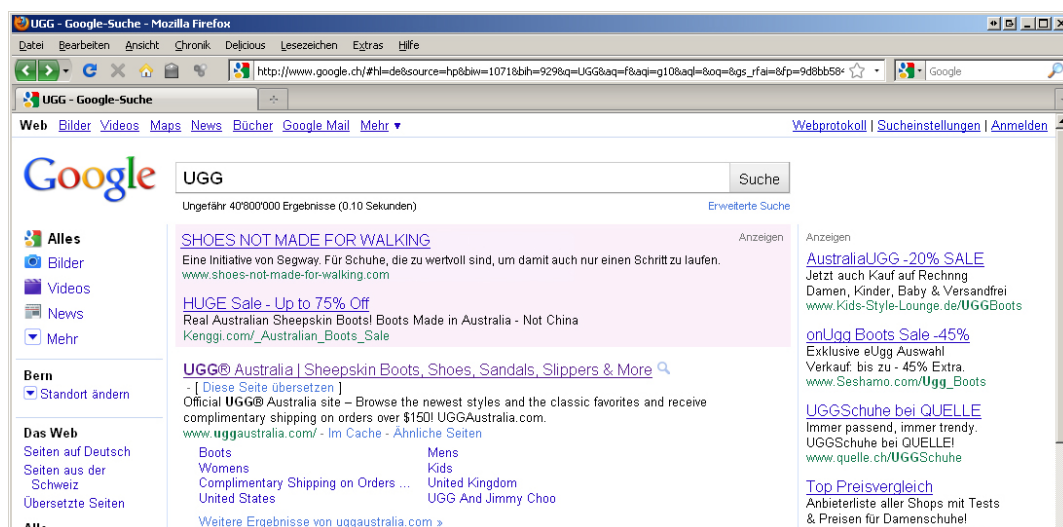 UGG - Google-Suche - Mozilla Firefox
Datei Bearbeiten Ansicht Chronik Delicious Lesezeichen Extras Hilfe
http://www.google.ch/#hl=de&source=hp&biw=1071&bih=929&q=UGG&aq=f&aqi=g10&aql=&oq=&gs_rfai=&fp=9d8bb584 Google
UGG - Google-Suche
Web Bilder Videos Maps News Bücher Google Mail Mehr ▼ Webprotokoll | Sucheinstellungen | Anmelden
Google
UGG Suche
Ungefähr 40'800'000 Ergebnisse (0.10 Sekunden) Erweiterte Suche
Alles
Bilder
Videos
News
Mehr
Bern
Standort ändern
Das Web
Seiten auf Deutsch
Seiten aus der
Schweiz
Übersetzte Seiten
SHOES NOT MADE FOR WALKING Anzeigen
Eine Initiative von Segway. Für Schuhe, die zu wertvoll sind, um damit auch nur einen Schritt zu laufen.
www.shoes-not-made-for-walking.com
HUGE Sale - Up to 75% Off
Real Australian Sheepskin Boots! Boots Made in Australia - Not China
Kenggi.com/_Australian_Boots_Sale
UGG® Australia | Sheepskin Boots, Shoes, Sandals, Slippers & More
- [ Diese Seite übersetzen ]
Official UGG® Australia site – Browse the newest styles and the classic favorites and receive
complimentary shipping on orders over $150! UGGAustralia.com.
www.uggaustralia.com/ - Im Cache - Ähnliche Seiten
Boots Mens
Womens Kids
Complimentary Shipping on Orders ... United Kingdom
United States UGG And Jimmy Choo
Weitere Ergebnisse von uggaustralia.com »
Anzeigen
AustraliaUGG -20% SALE
Jetzt auch Kauf auf Rechnng
Damen, Kinder, Baby & Versandfrei
www.Kids-Style-Lounge.de/UGGBoots
onUgg Boots Sale -45%
Exklusive eUgg Auswahl
Verkauf: bis zu - 45% Extra.
www.Seshamo.com/Ugg_Boots
UGGSchuhe bei QUELLE
Immer passend, immer trendy.
UGGSchuhe bei QUELLE!
www.quelle.ch/UGGSchuhe
Top Preisvergleich
Anbieterliste aller Shops mit Tests
& Preisen für Damenschuhe!